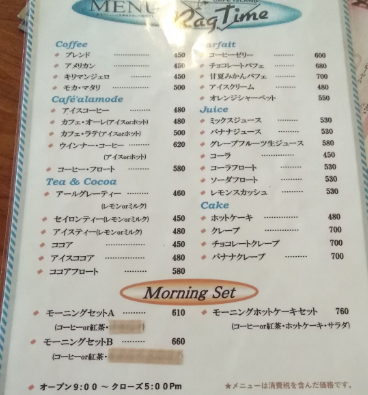 MENU
Rag Time
Coffee
ブレンド 450
アメリカン 450
キリマンジェロ 450
モカ・マタリ 500
Café alamode
アイスコーヒー 480
カフェ・オーレ(アイスorホット) 480
カフェ・ラテ(アイスorホット) 500
ウインナー・コーヒー 620
(アイスorホット)
コーヒー・フロート 580
Tea & Cocoa
アールグレーティー 460
(レモンorミルク)
セイロンティー(レモンorミルク) 450
アイスティー(レモンorミルク) 480
ココア 450
アイスココア 480
ココアフロート 580
Parfait
コーヒーゼリー 600
チョコレートパフェ 680
甘夏みかんパフェ 700
アイスクリーム 480
オレンジシャーベット 550
Juice
ミックスジュース 530
バナナジュース 530
グレープフルーツ生ジュース 580
コーラ 450
コーラフロート 530
ソーダフロート 530
レモンスカッシュ 530
Cake
ホットケーキ 480
クレープ 700
チョコレートクレープ 700
バナナクレープ 700
Morning Set
モーニングセットA 610
(コーヒーor紅茶・
モーニングセットB 660
(コーヒーor紅茶・
モーニングホットケーキセット 760
(コーヒーor紅茶・ホットケーキ・サラダ)
オープン9:00 ～ クローズ5:00Pm
★メニューは消費税を含んだ価格です。